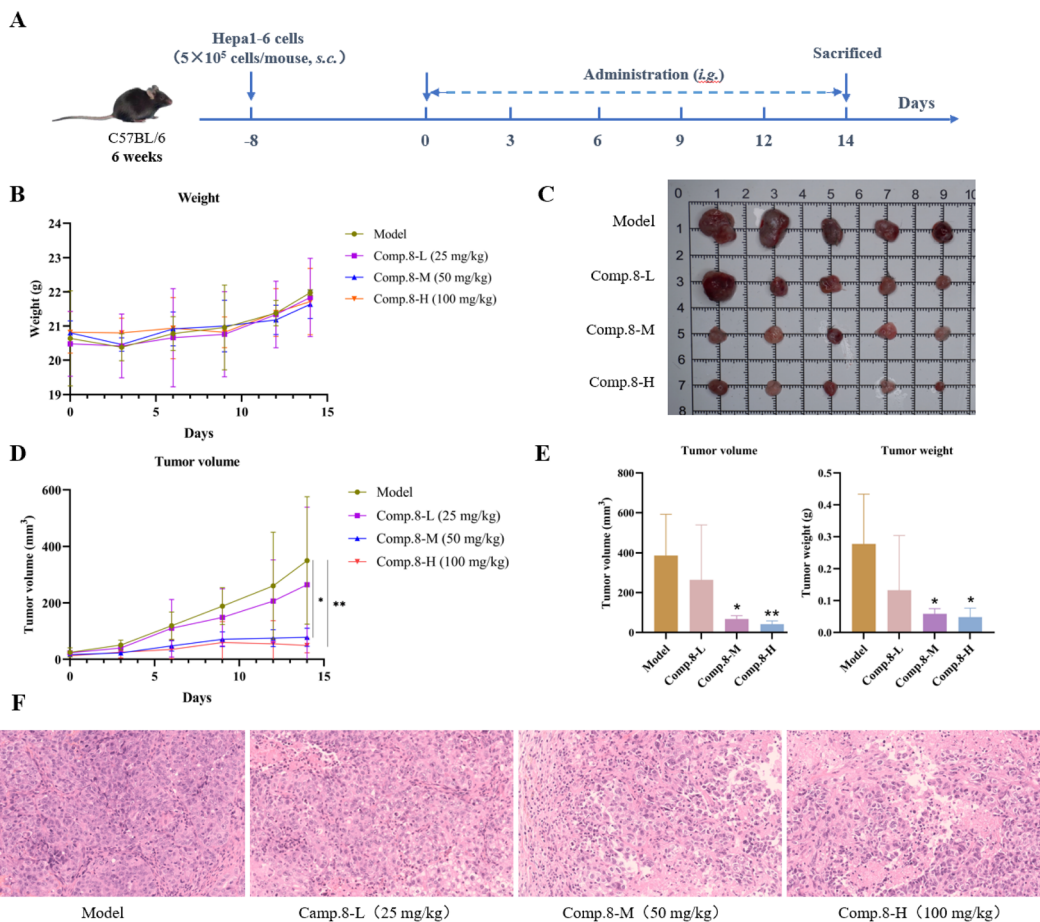 A
Hepa1-6 cells
(5×10⁵ cells/mouse, s.c.)
Sacrificed
Administration (i.g.)
Days
C57BL/6
6 weeks
-8
0
3
6
9
12
14
B
Weight
24
23
22
21
20
19
Weight (g)
0
5
10
15
Days
Model
Comp.8-L (25 mg/kg)
Comp.8-M (50 mg/kg)
Comp.8-H (100 mg/kg)
C
0 1 2 3 4 5 6 7 8 9 10
1
2
3
4
5
6
7
8
Model
Comp.8-L
Comp.8-M
Comp.8-H
D
Tumor volume
600
400
200
0
Tumor volume (mm³)
0
5
10
15
Days
Model
Comp.8-L (25 mg/kg)
Comp.8-M (50 mg/kg)
Comp.8-H (100 mg/kg)
*
**
E
Tumor volume
800
600
400
200
0
Tumor volume (mm³)
*
**
Model
Comp.8-L
Comp.8-M
Comp.8-H
Tumor weight
0.5
0.4
0.3
0.2
0.1
0.0
Tumor weight (g)
*
*
Model
Comp.8-L
Comp.8-M
Comp.8-H
F
Model
Camp.8-L（25 mg/kg）
Comp.8-M（50 mg/kg）
Comp.8-H（100 mg/kg）